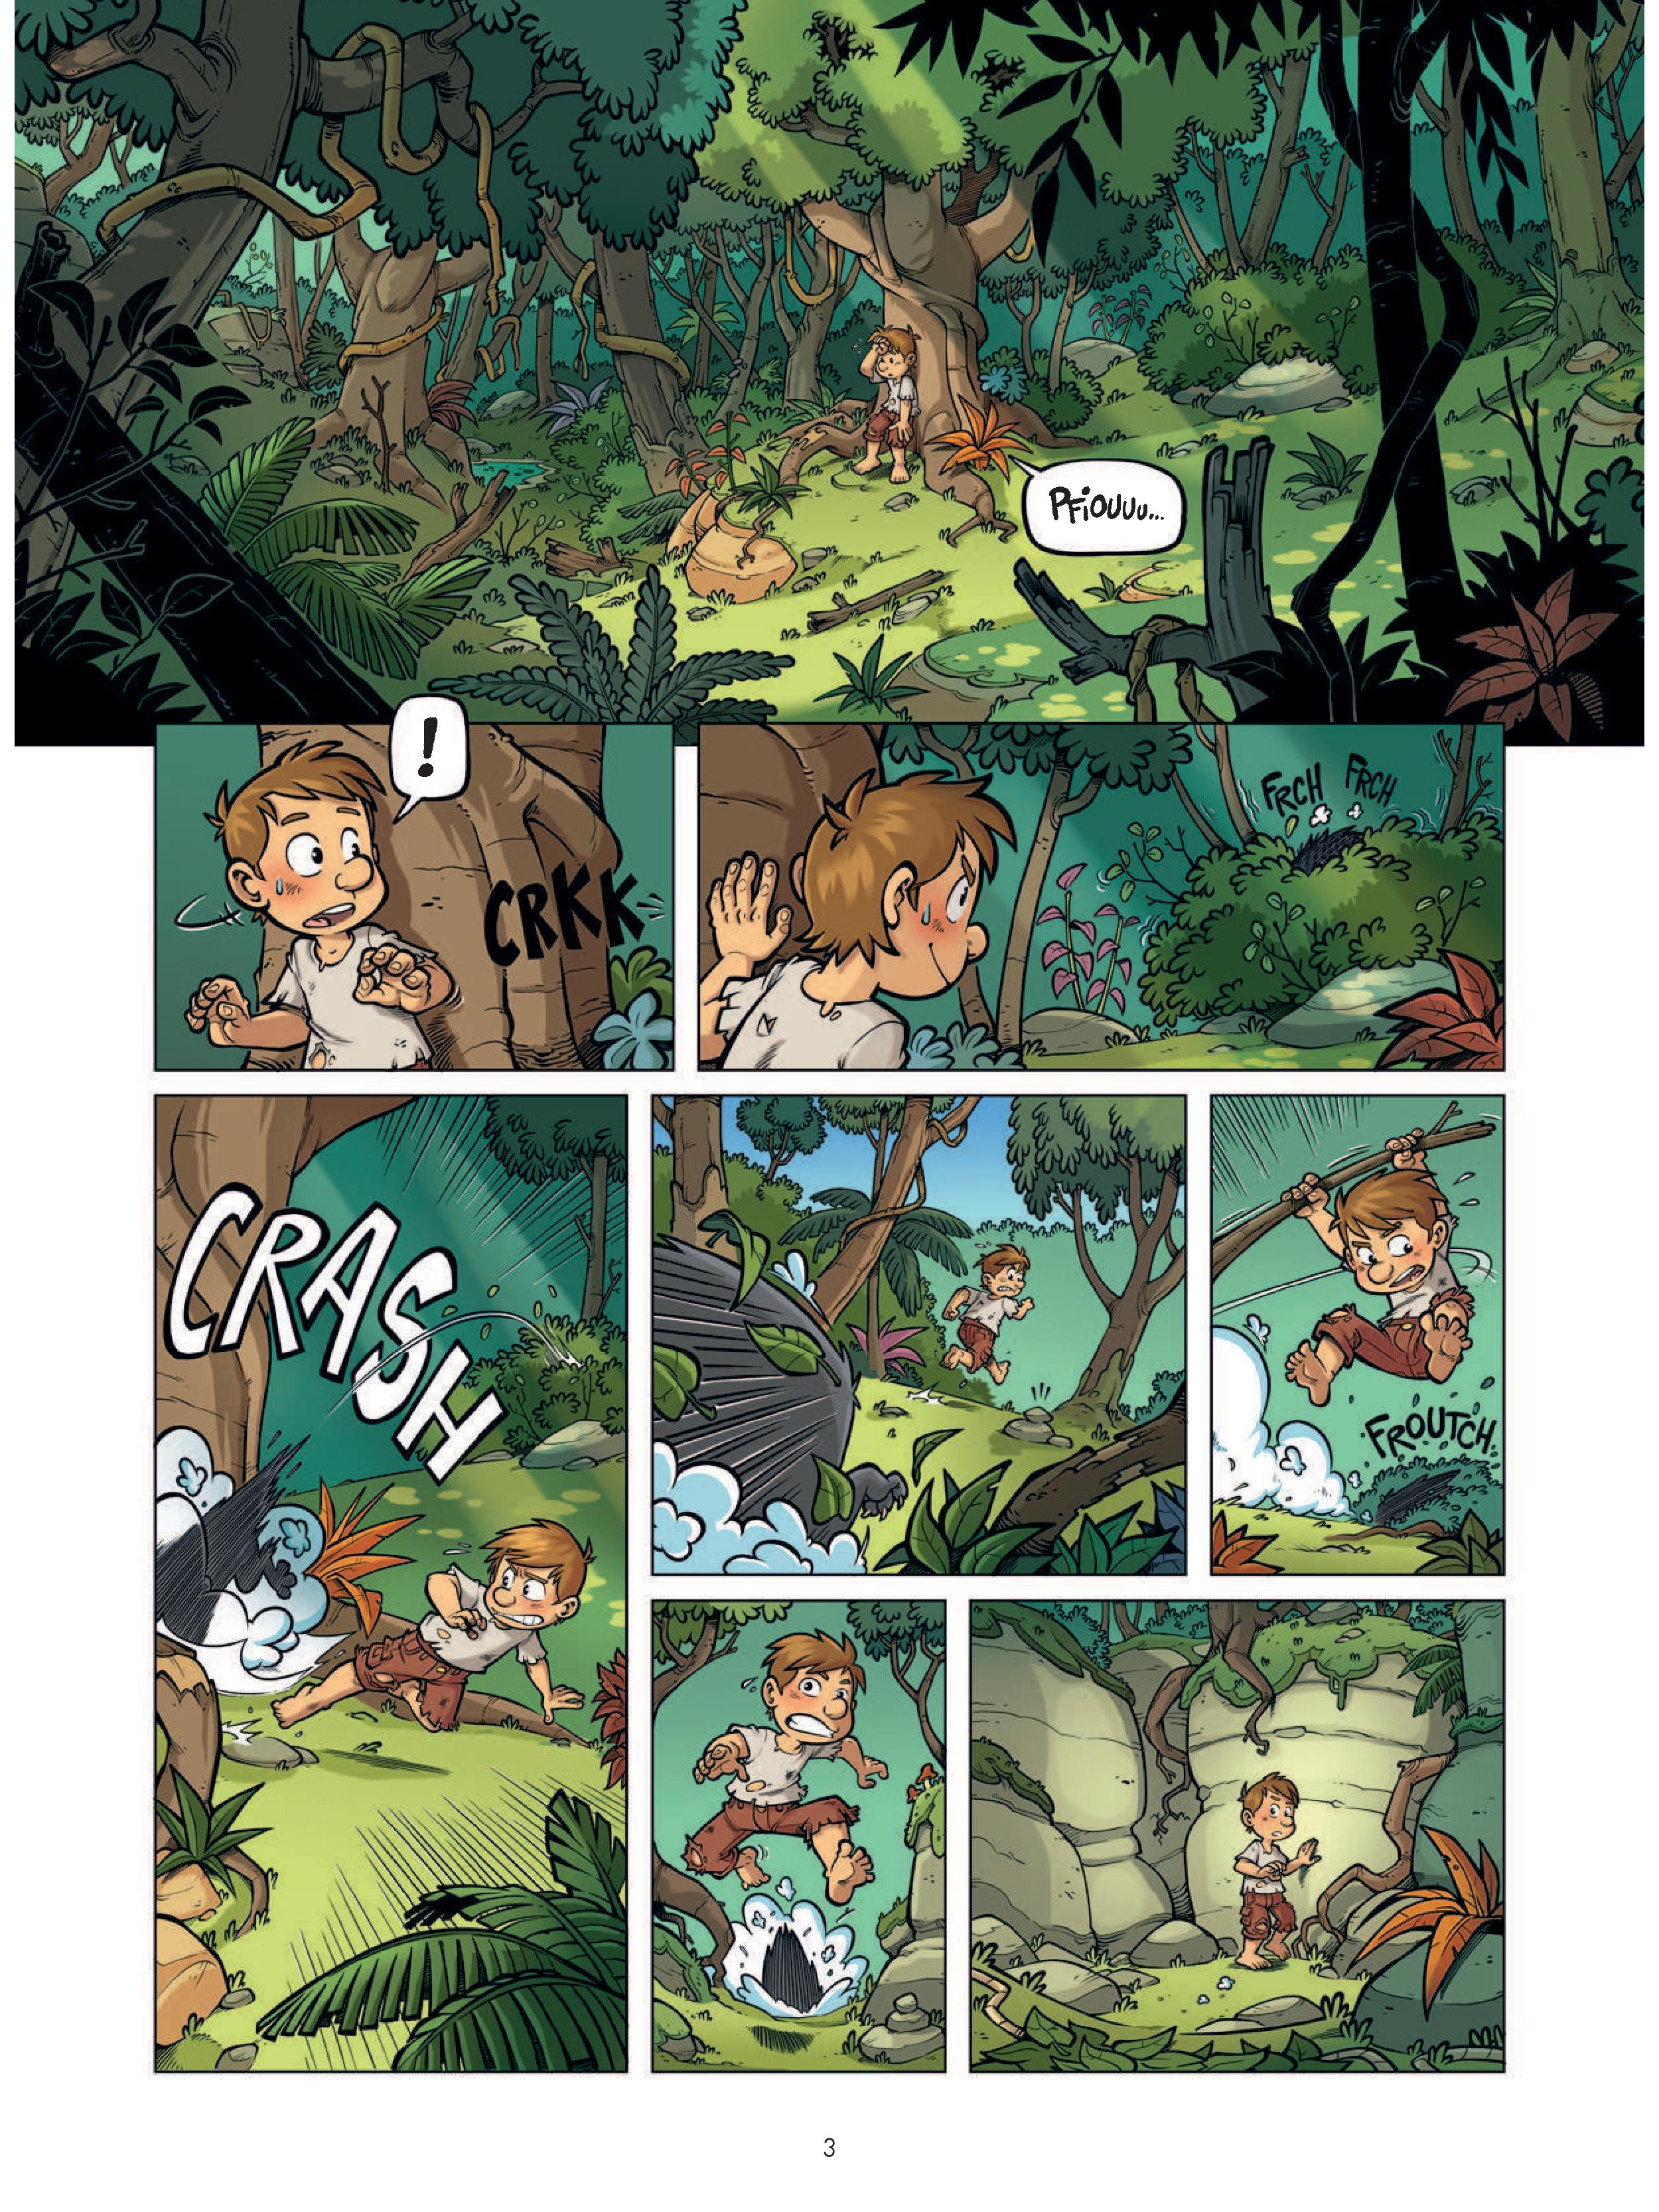 PFiOUUU...
!
CRKK
FRCH FRCH
CRASH
FROUTCH
3